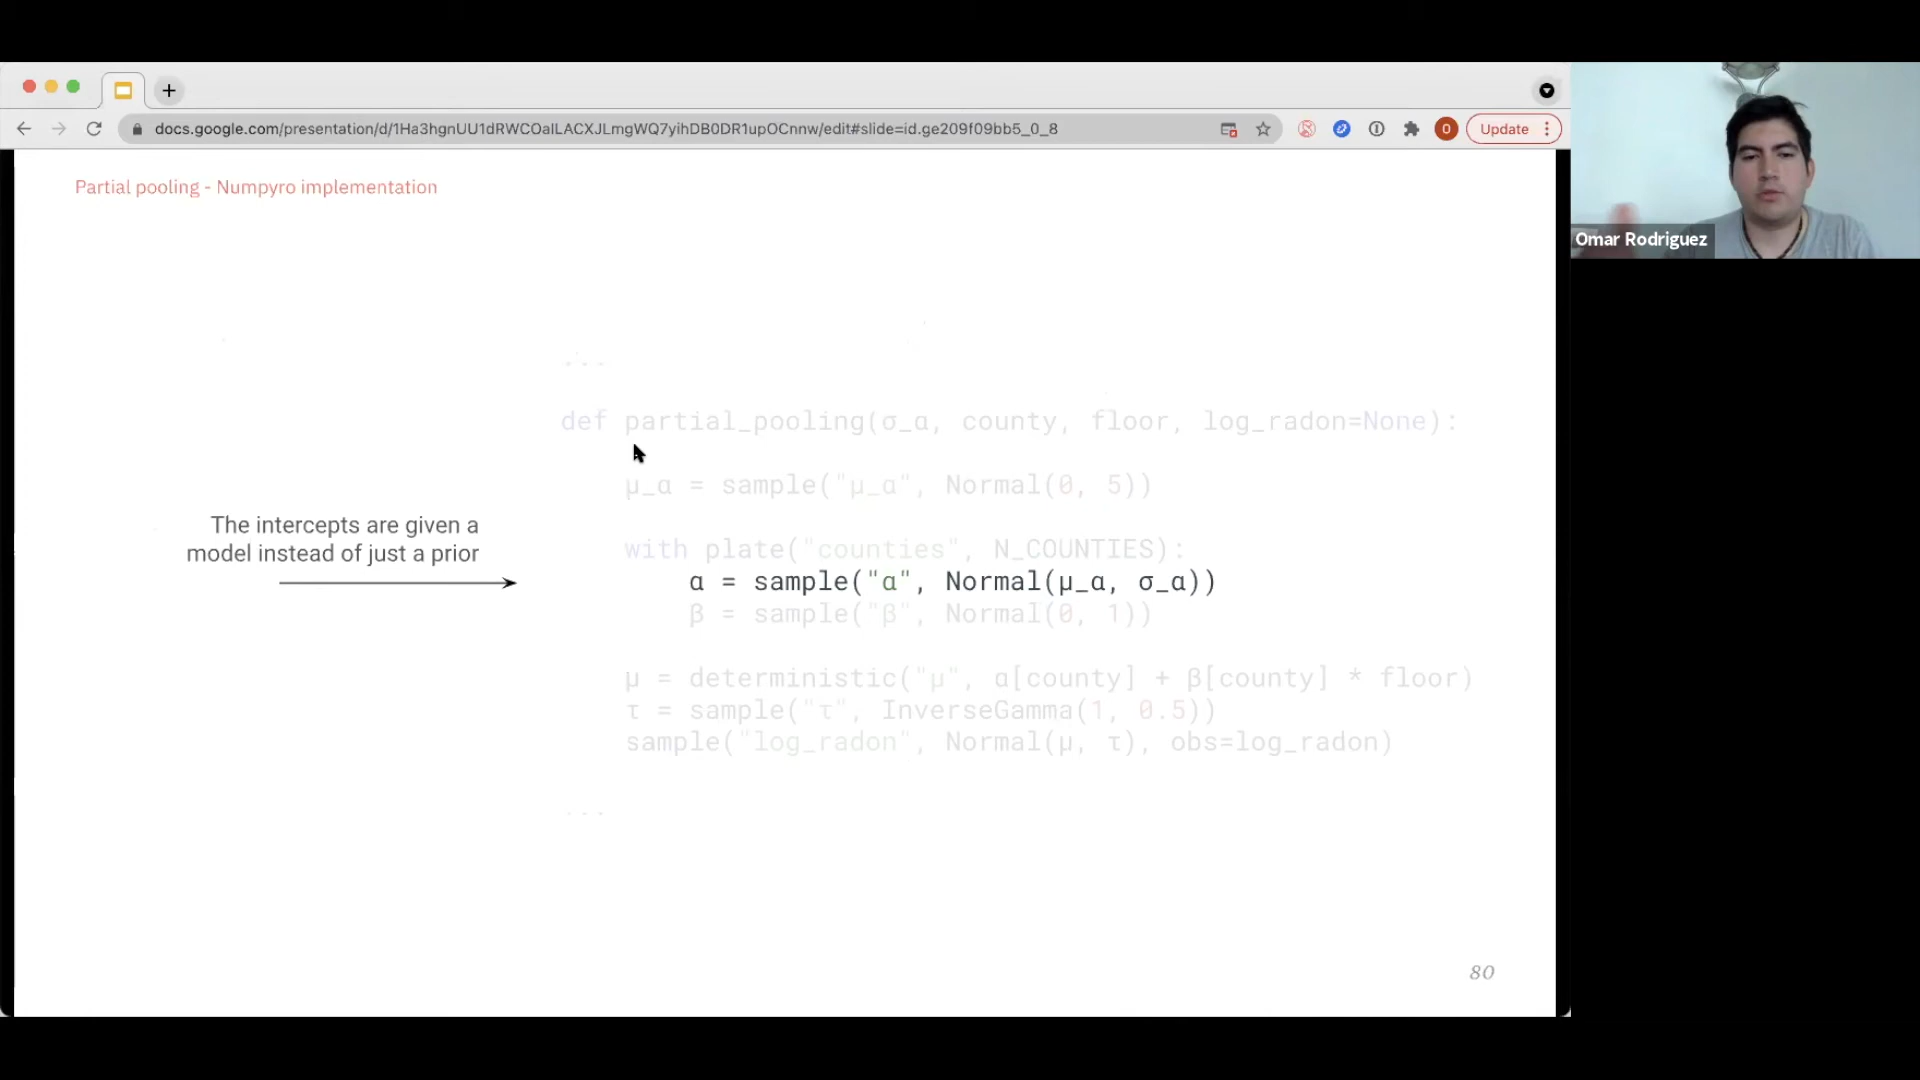 docs.google.com/presentation/d/1Ha3hgnUU1dRWCOalLACXJLmgWQ7yihDB0DR1upOCnnw/edit#slide=id.ge209f09bb5_0_8
O
Update
Omar Rodriguez
Partial pooling - Numpyro implementation
...
def partial_pooling(σ_α, county, floor, log_radon=None):
μ_α = sample("μ_α", Normal(0, 5))
The intercepts are given a
model instead of just a prior
with plate("counties", N_COUNTIES):
α = sample("α", Normal(μ_α, σ_α))
β = sample("β", Normal(0, 1))
μ = deterministic("μ", α[county] + β[county] * floor)
τ = sample("τ", InverseGamma(1, 0.5))
sample("log_radon", Normal(μ, τ), obs=log_radon)
...
80